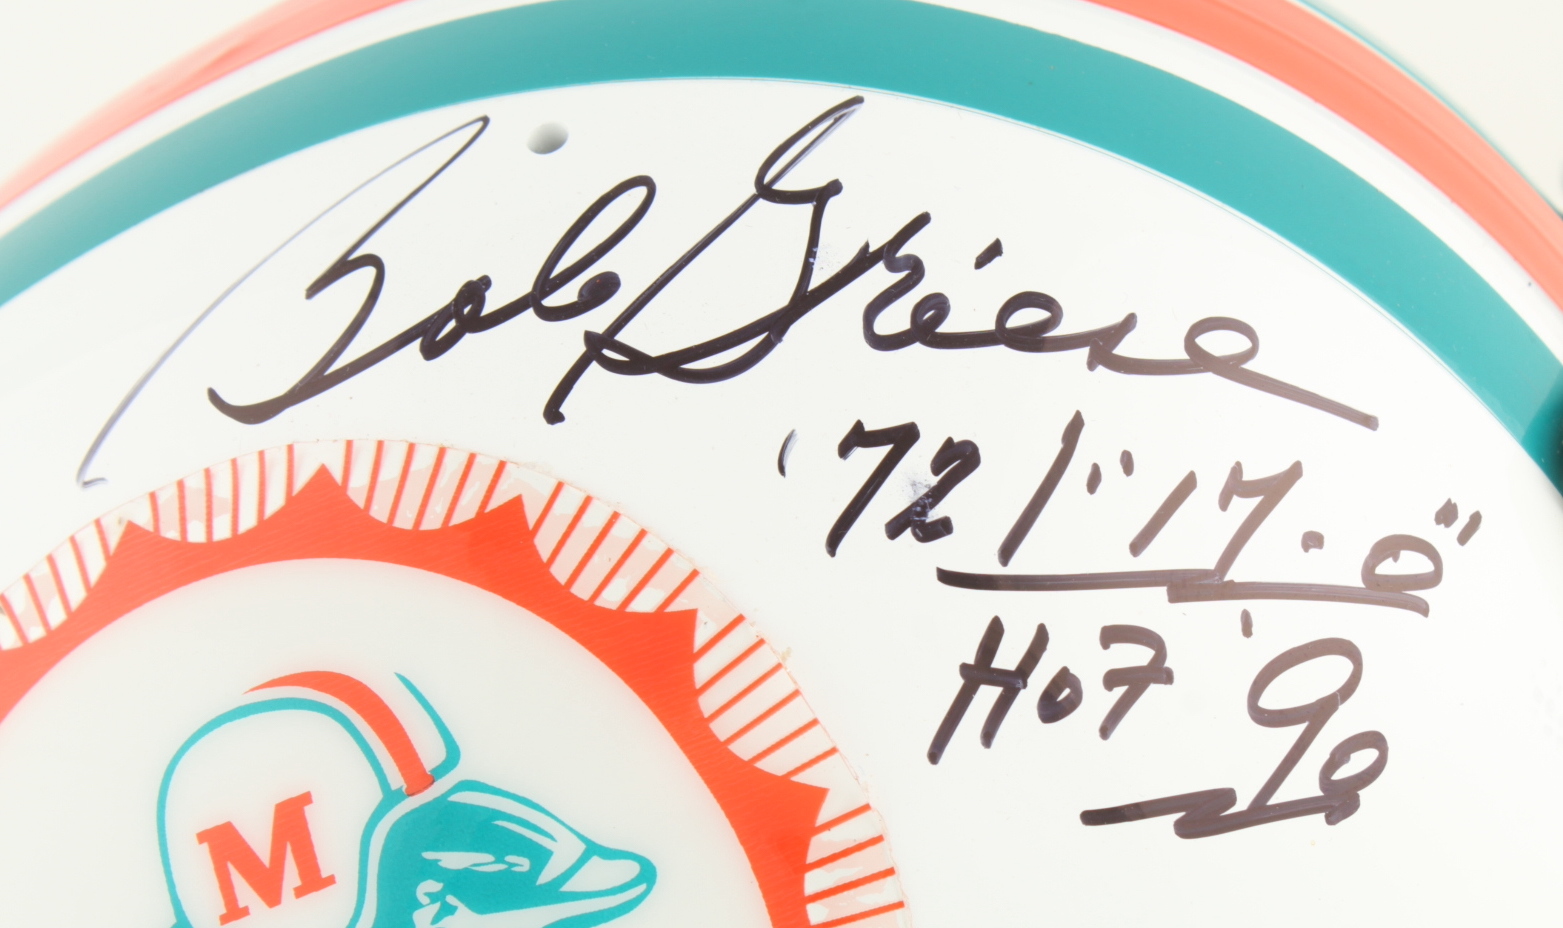 Bob Griese
'72 / "17-0"
HOF '90
M